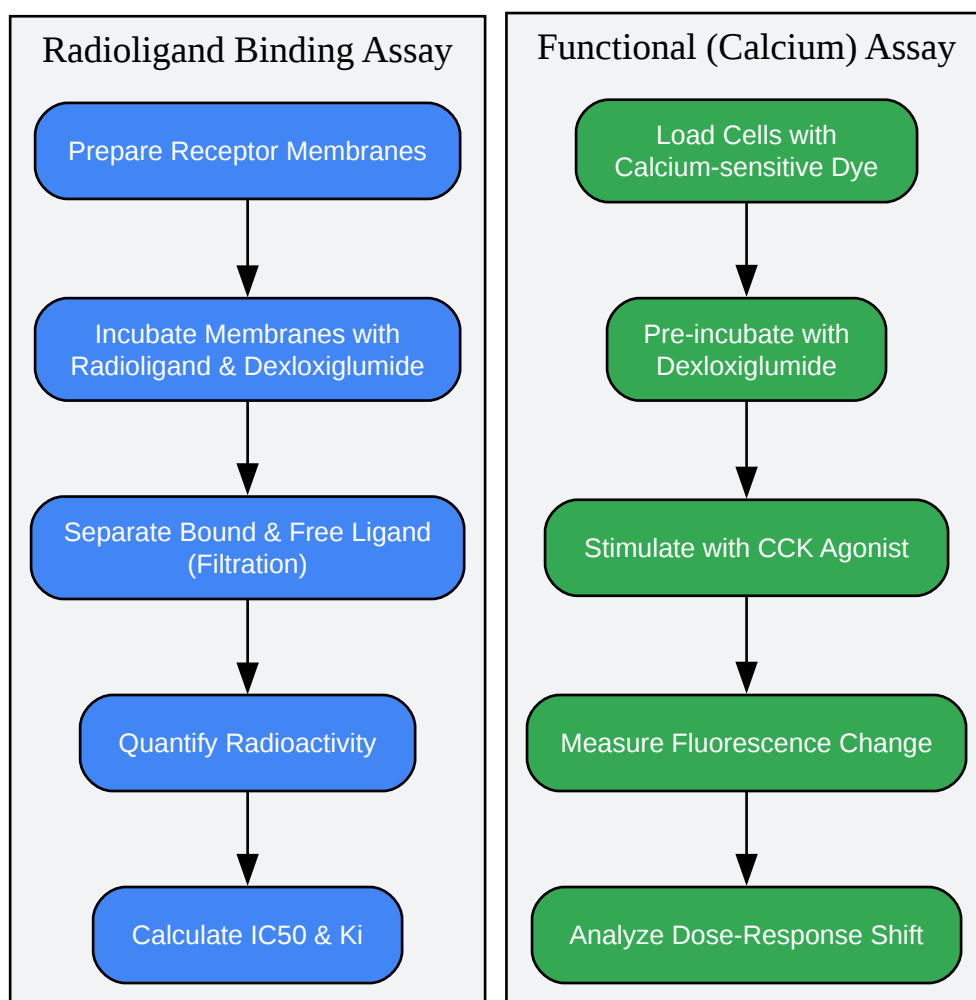 Radioligand Binding Assay
Prepare Receptor Membranes
Incubate Membranes with
Radioligand & Dexloxiglumide
Separate Bound & Free Ligand
(Filtration)
Quantify Radioactivity
Calculate IC50 & Ki
Functional (Calcium) Assay
Load Cells with
Calcium-sensitive Dye
Pre-incubate with
Dexloxiglumide
Stimulate with CCK Agonist
Measure Fluorescence Change
Analyze Dose-Response Shift